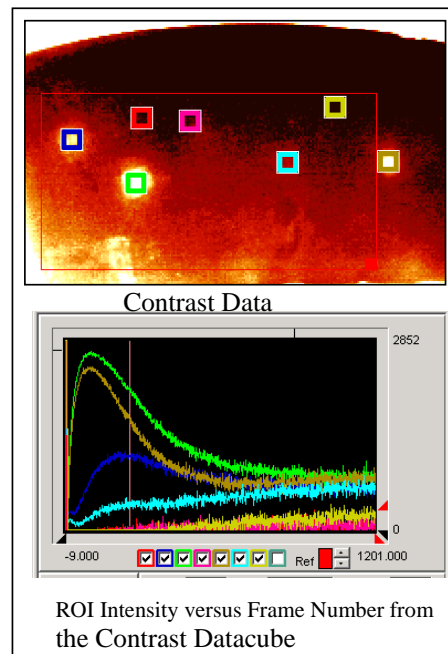 Contrast Data
2852
0
-9.000
Ref
1201.000
ROI Intensity versus Frame Number from
the Contrast Datacube